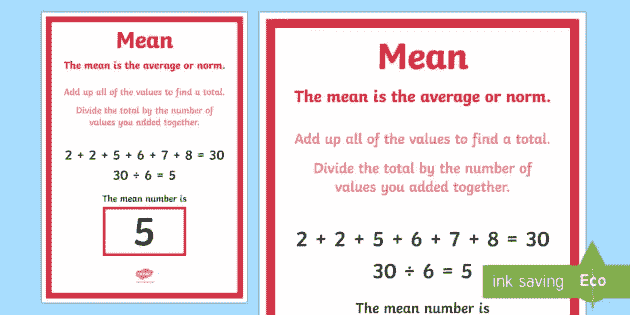 Mean
The mean is the average or norm.
Add up all of the values to find a total.
Divide the total by the number of
values you added together.
2 + 2 + 5 + 6 + 7 + 8 = 30
30 ÷ 6 = 5
The mean number is
5
Mean
The mean is the average or norm.
Add up all of the values to find a total.
Divide the total by the number of
values you added together.
2 + 2 + 5 + 6 + 7 + 8 = 30
30 ÷ 6 = 5
The mean number is
ink saving Eco